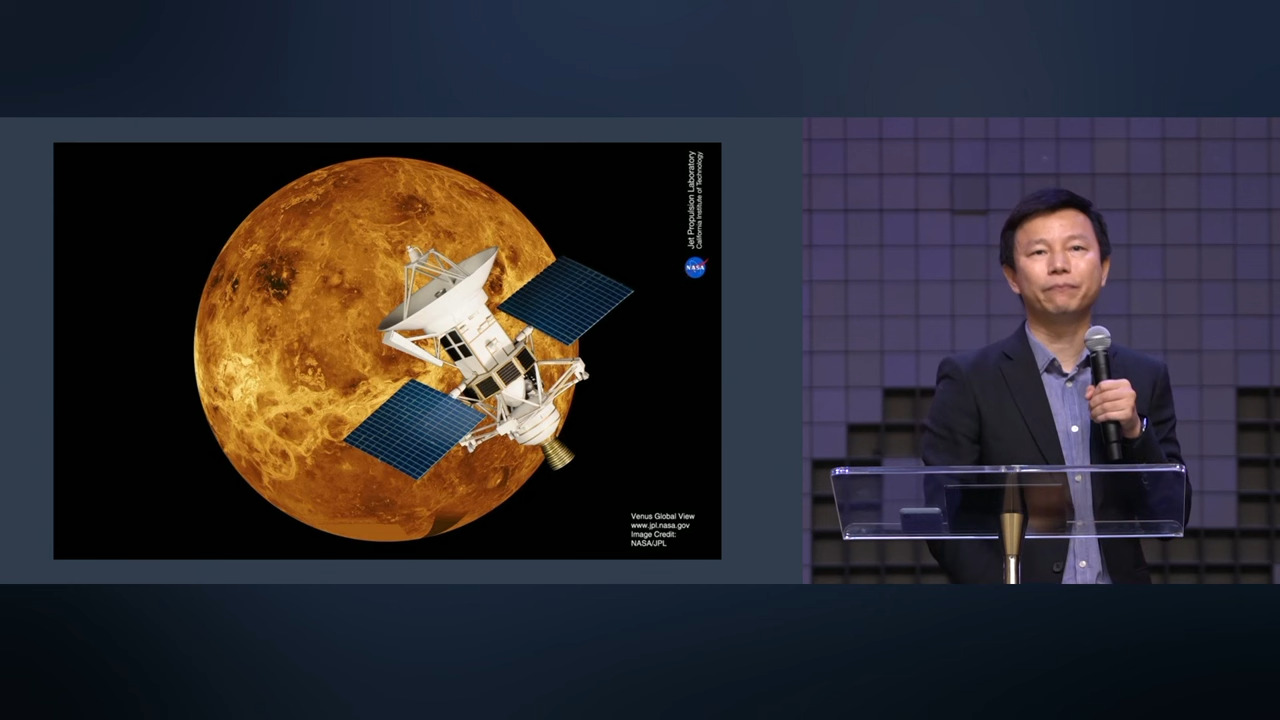 Jet Propulsion Laboratory
California Institute of Technology
NASA
Venus Global View
www.jpl.nasa.gov
Image Credit:
NASA/JPL